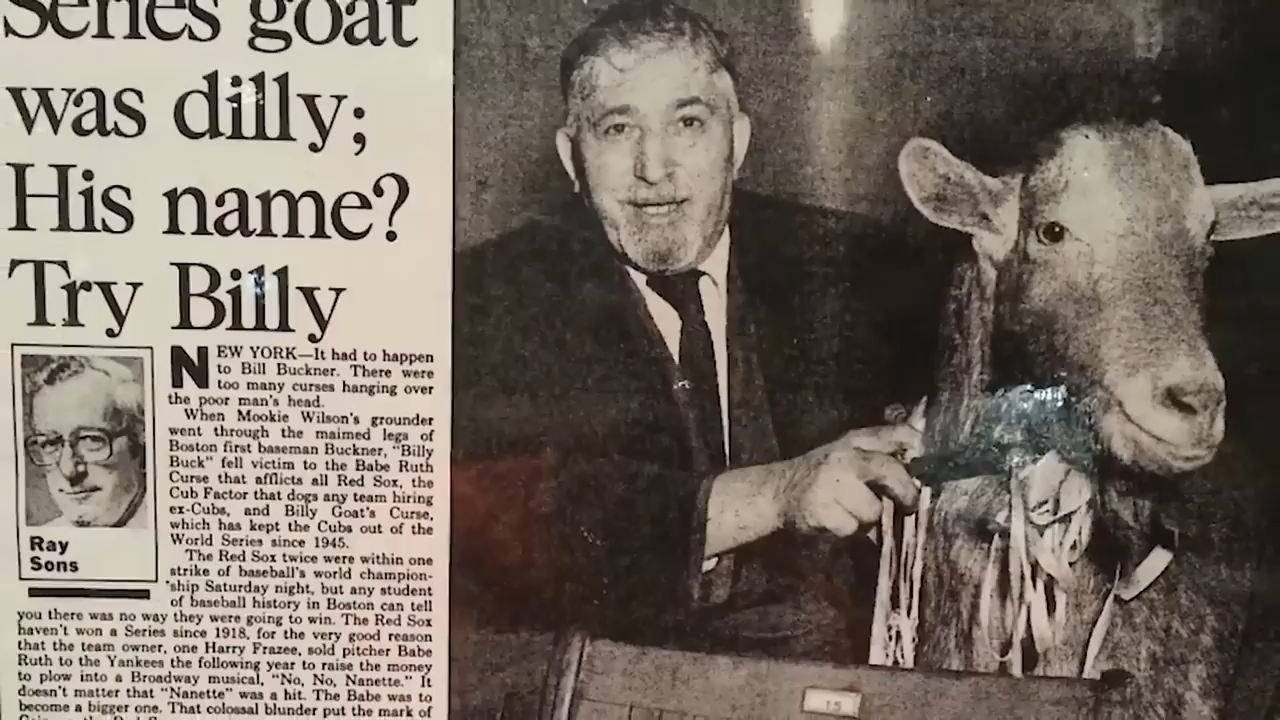 Series goat
was dilly;
His name?
Try Billy
Ray
Sons
NEW YORK—It had to happen
to Bill Buckner. There were
too many curses hanging over
the poor man's head.
When Mookie Wilson's grounder
went through the maimed legs of
Boston first baseman Buckner, "Billy
Buck" fell victim to the Babe Ruth
Curse that afflicts all Red Sox, the
Cub Factor that dogs any team hiring
ex-Cubs, and Billy Goat's Curse,
which has kept the Cubs out of the
World Series since 1945.
The Red Sox twice were within one
strike of baseball's world champion-
ship Saturday night, but any student
of baseball history in Boston can tell
you there was no way they were going to win. The Red Sox
haven't won a Series since 1918, for the very good reason
that the team owner, one Harry Frazee, sold pitcher Babe
Ruth to the Yankees the following year to raise the money
to plow into a Broadway musical, "No, No, Nanette." It
doesn't matter that "Nanette" was a hit. The Babe was to
become a bigger one. That colossal blunder put the mark of
15